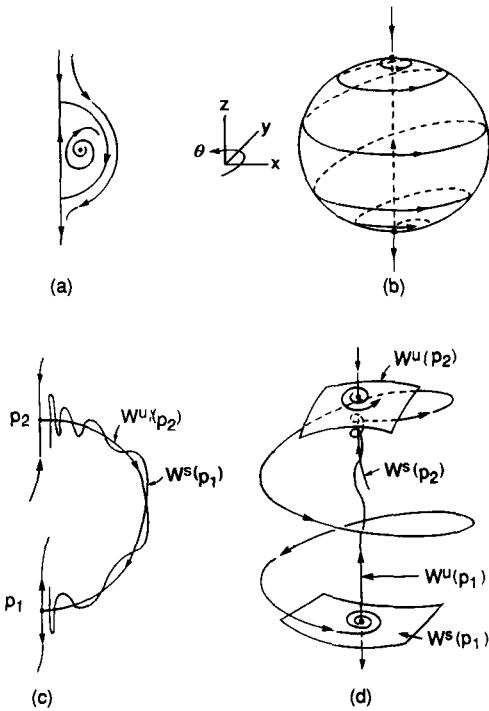 z
y
θ
x
(a)
(b)
Wᵘ(p₂)
p₂
Wᵘ(p₂)
Wˢ(p₁)
Wˢ(p₂)
Wᵘ(p₁)
p₁
Wˢ(p₁)
(c)
(d)